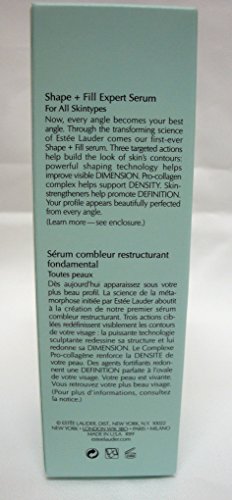 Shape + Fill Expert Serum
For All Skintypes
Now, every angle becomes your best
angle. Through the transforming science
of Estée Lauder comes our first-ever
Shape + Fill serum. Three targeted actions
help build the look of skin's contours:
powerful shaping technology helps
improve visible DIMENSION. Pro-collagen
complex helps support DENSITY. Skin-
strengtheners help promote DEFINITION.
Your profile appears beautifully enhanced
from every angle.
(Learn more — see enclosure.)
Sérum combleur restructurant
fondamental
Toutes peaux
Dès aujourd'hui apparaissez sous votre
plus beau profil. La science de la méta-
morphose initiée par Estée Lauder aboutit
à la création de notre premier sérum
combleur restructurant. Trois actions ci-
blées redéfinissent visiblement les contours
de votre visage : la puissante technologie
sculptante redessine sa structure et lui
redonne sa DIMENSION. Le Complexe
Pro-collagène renforce la DENSITÉ de
votre peau. Des agents fortifiants redon-
nent une DEFINITION parfaite à l'ovale
de votre visage. Votre peau est embellie.
Vous retrouvez votre plus beau visage.
(Pour plus d'informations, consultez
la notice.)
© ESTÉE LAUDER, DIST., NEW YORK, N.Y. 10022
NEW YORK • LONDON W1K 3BQ • PARIS • MILANO
MADE IN U.S.A.
esteelauder.com